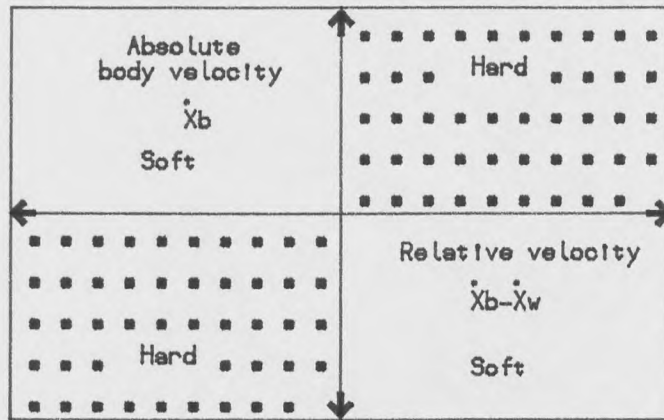 Absolute
body velocity
Ẋb
Soft
Hard
Relative velocity
Ẋb-Ẋw
Hard
Soft